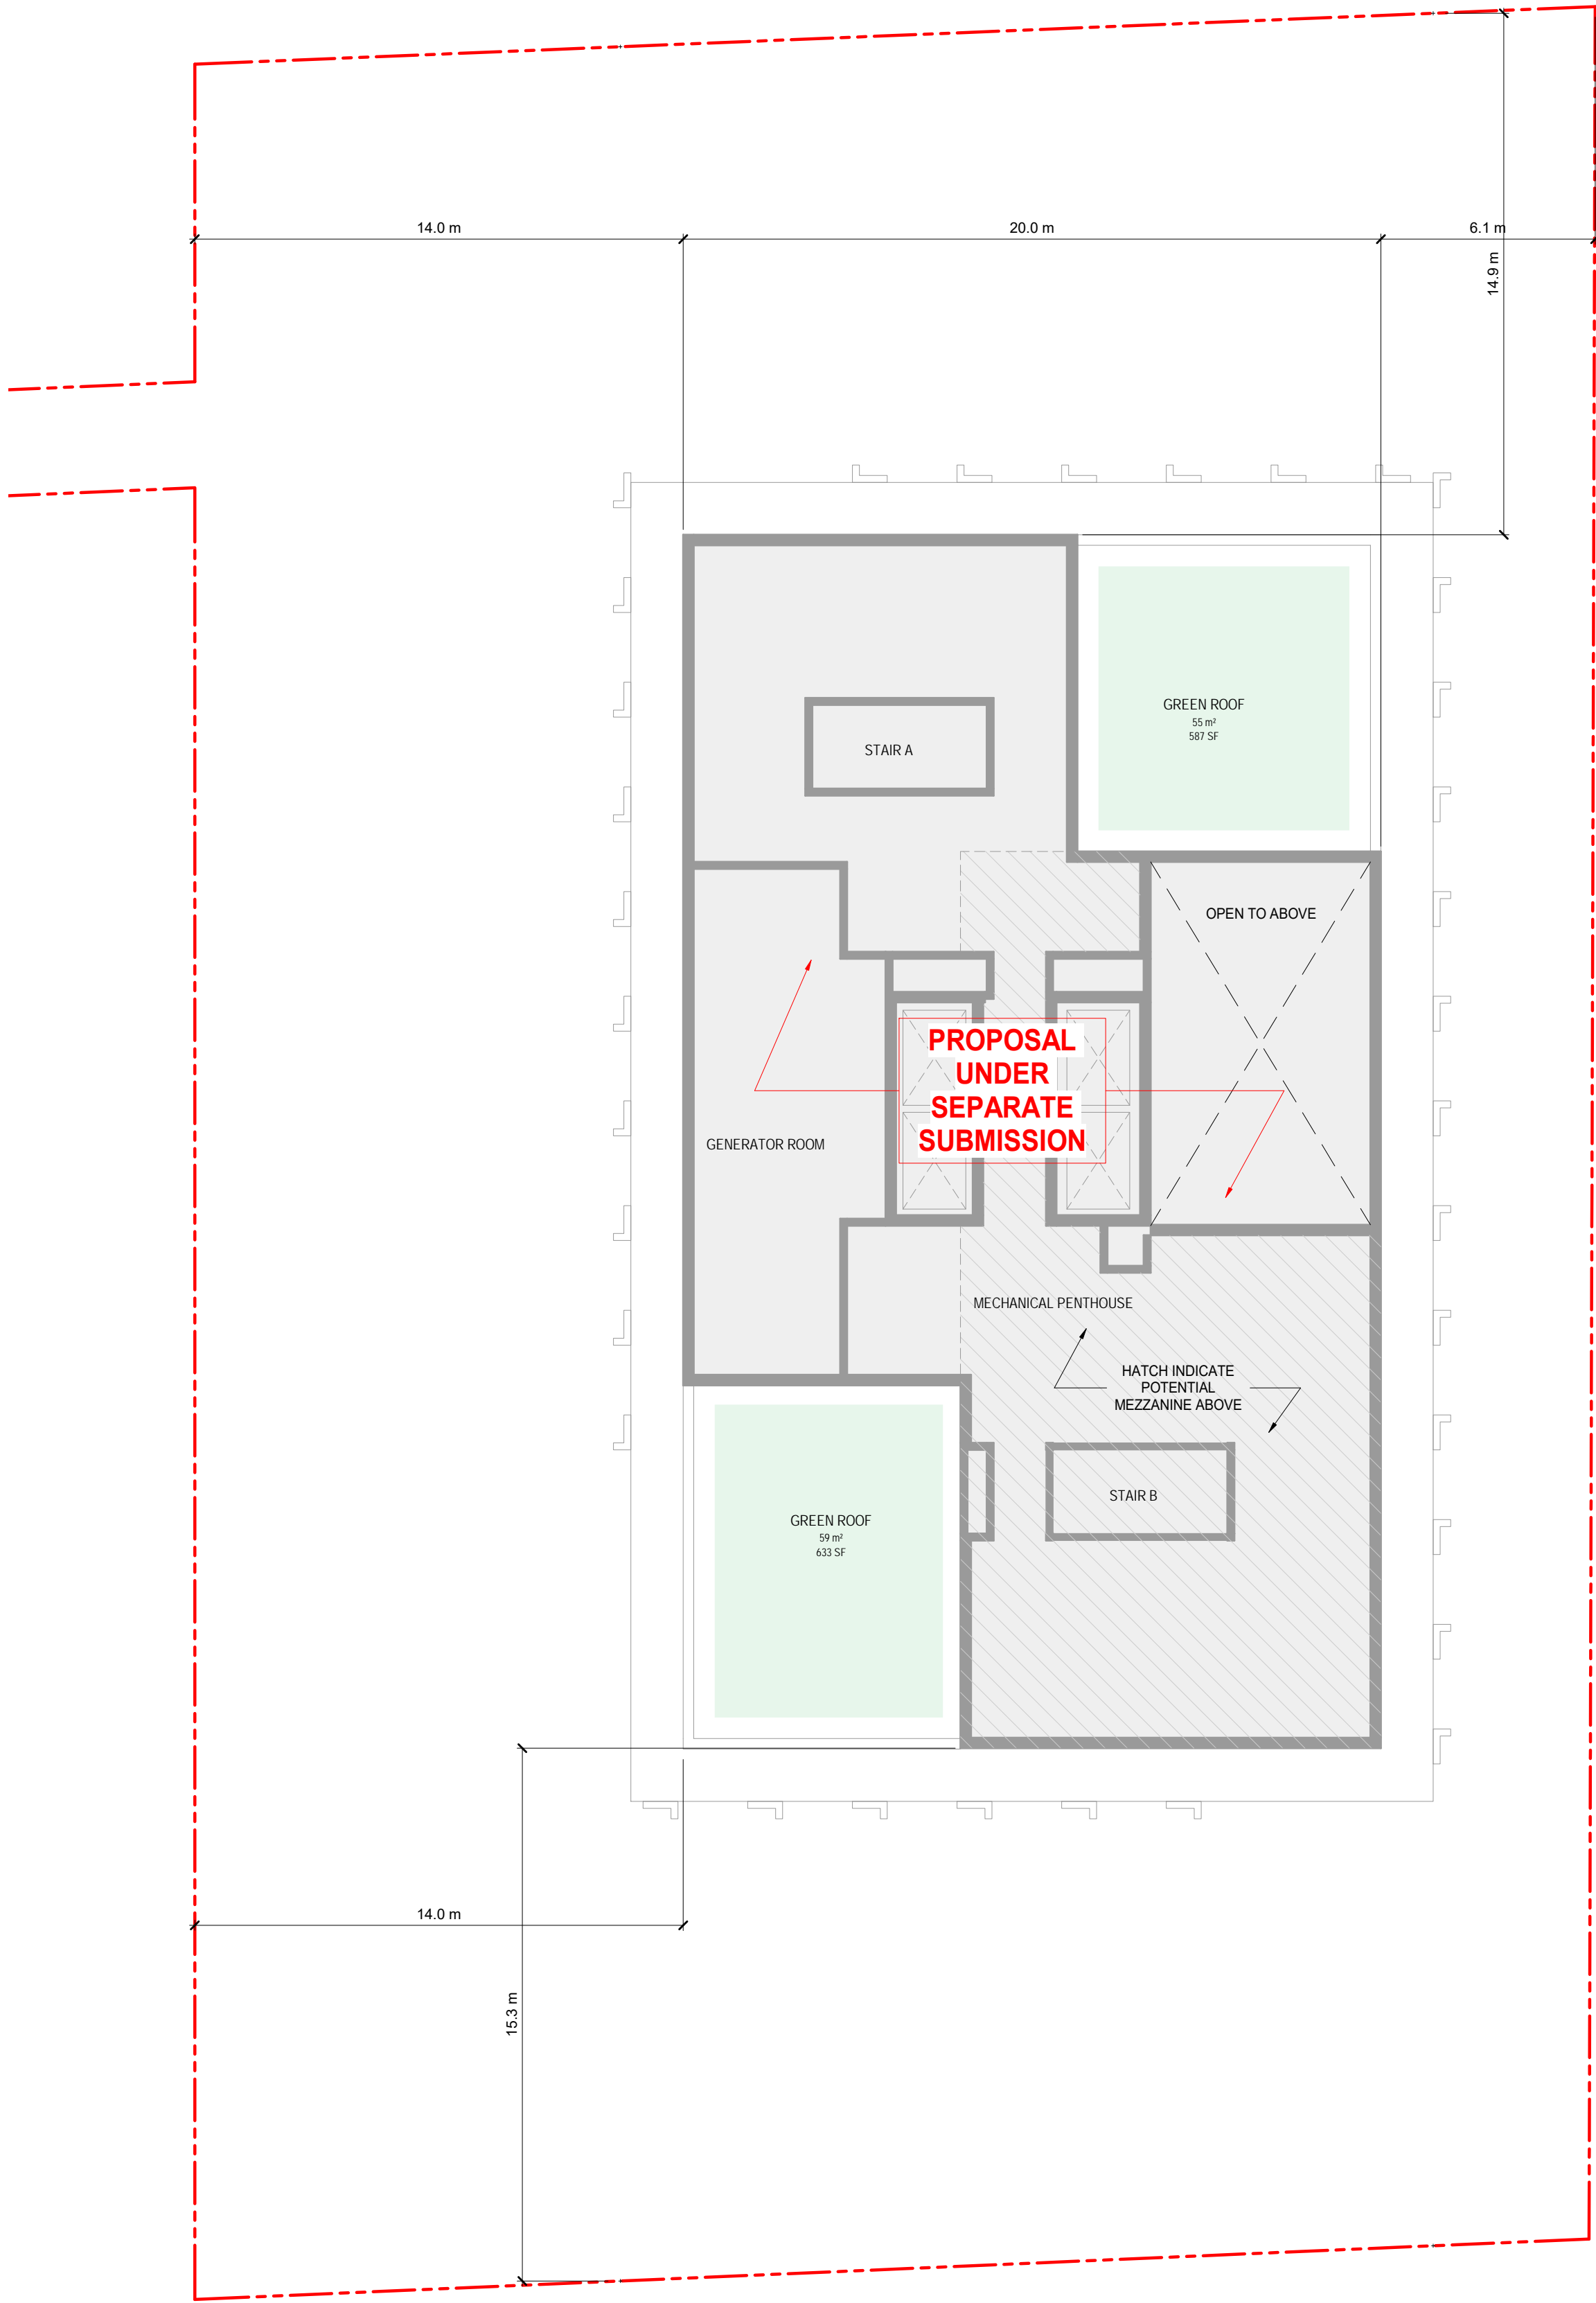 14.0 m
20.0 m
6.1 m
14.9 m
GREEN ROOF
55 m²
587 SF
STAIR A
OPEN TO ABOVE
PROPOSAL
UNDER
SEPARATE
SUBMISSION
GENERATOR ROOM
MECHANICAL PENTHOUSE
HATCH INDICATE
POTENTIAL
MEZZANINE ABOVE
STAIR B
GREEN ROOF
59 m²
633 SF
14.0 m
15.3 m